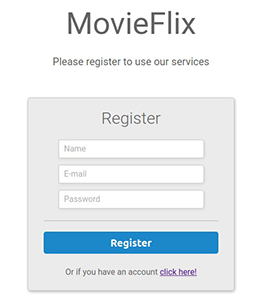 MovieFlix
Please register to use our services
Register
Name
E-mail
Password
Register
Or if you have an account click here!